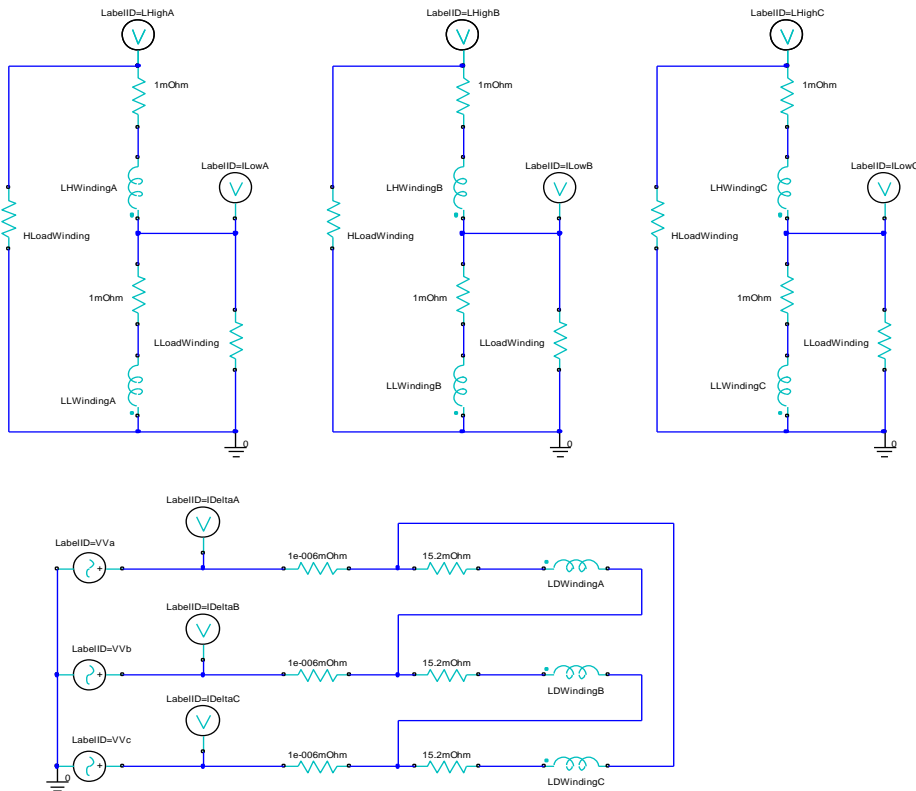 LabelID=LHighA LabelID=LHighB LabelID=LHighC
1mOhm 1mOhm 1mOhm
LabelID=ILowA LabelID=ILowB LabelID=ILowC
LHWindingA LHWindingB LHWindingC
HLoadWinding HLoadWinding HLoadWinding
1mOhm 1mOhm 1mOhm
LLoadWinding LLoadWinding LLoadWinding
LLWindingA LLWindingB LLWindingC
0 0 0
LabelID=IDeltaA
LabelID=VVa
1e-006mOhm 15.2mOhm
LDWindingA
LabelID=IDeltaB
LabelID=VVb
1e-006mOhm 15.2mOhm
LDWindingB
LabelID=IDeltaC
LabelID=VVc
1e-006mOhm 15.2mOhm
LDWindingC
0